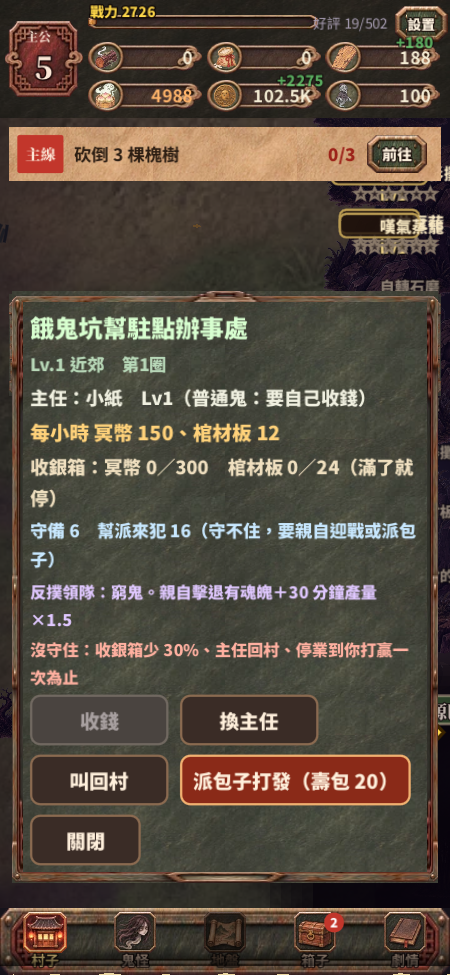 戰力.2726
好評 19/502
設置
主公
5
0
0
+180
188
4988
+2275
102.5K
100
主線
砍倒 3 棵槐樹
0/3
前往
☆☆☆☆☆
嘆氣蒸籠
☆☆☆☆☆
自轉石磨
餓鬼坑幫駐點辦事處
Lv.1 近郊　第1圈
主任：小紙　Lv1（普通鬼：要自己收錢）
每小時 冥幣 150、棺材板 12
收銀箱：冥幣 0／300　棺材板 0／24（滿了就
停）
守備 6　幫派來犯 16（守不住，要親自迎戰或派包
子）
反撲領隊：窮鬼。親自擊退有魂魄＋30 分鐘產量
×1.5
沒守住：收銀箱少 30%、主任回村、停業到你打贏一
次為止
收錢
換主任
叫回村
派包子打發（壽包 20）
關閉
村子
鬼怪
地盤
2
箱子
劇情